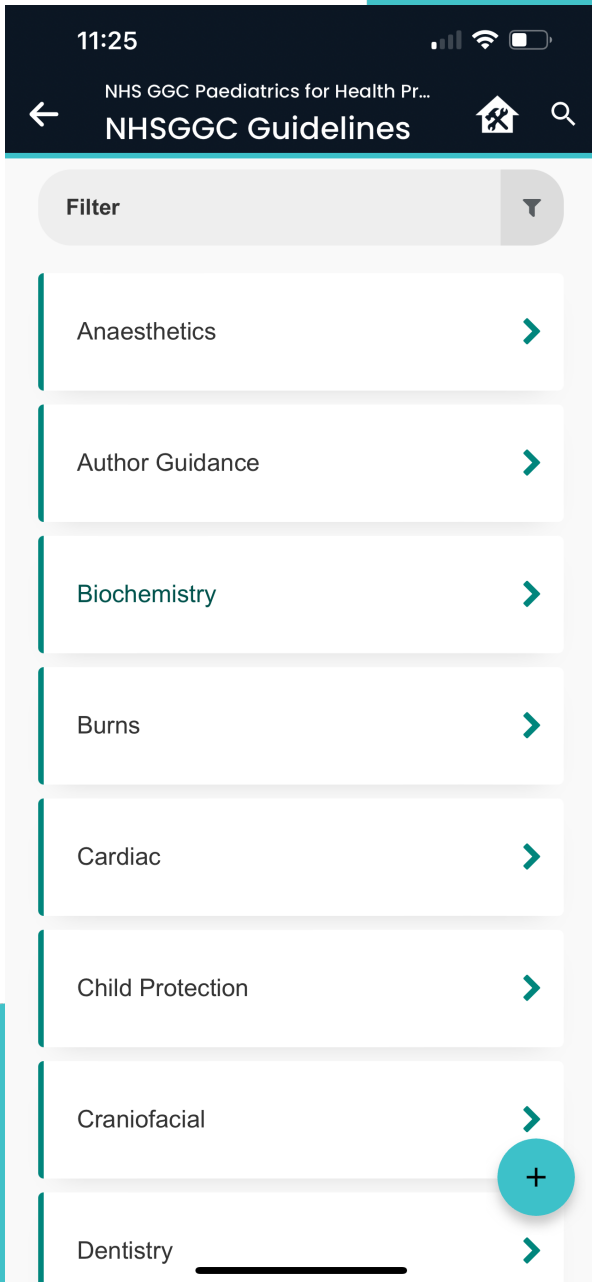 11:25
NHS GGC Paediatrics for Health Pr...
NHSGGC Guidelines
Filter
Anaesthetics
Author Guidance
Biochemistry
Burns
Cardiac
Child Protection
Craniofacial
+
Dentistry